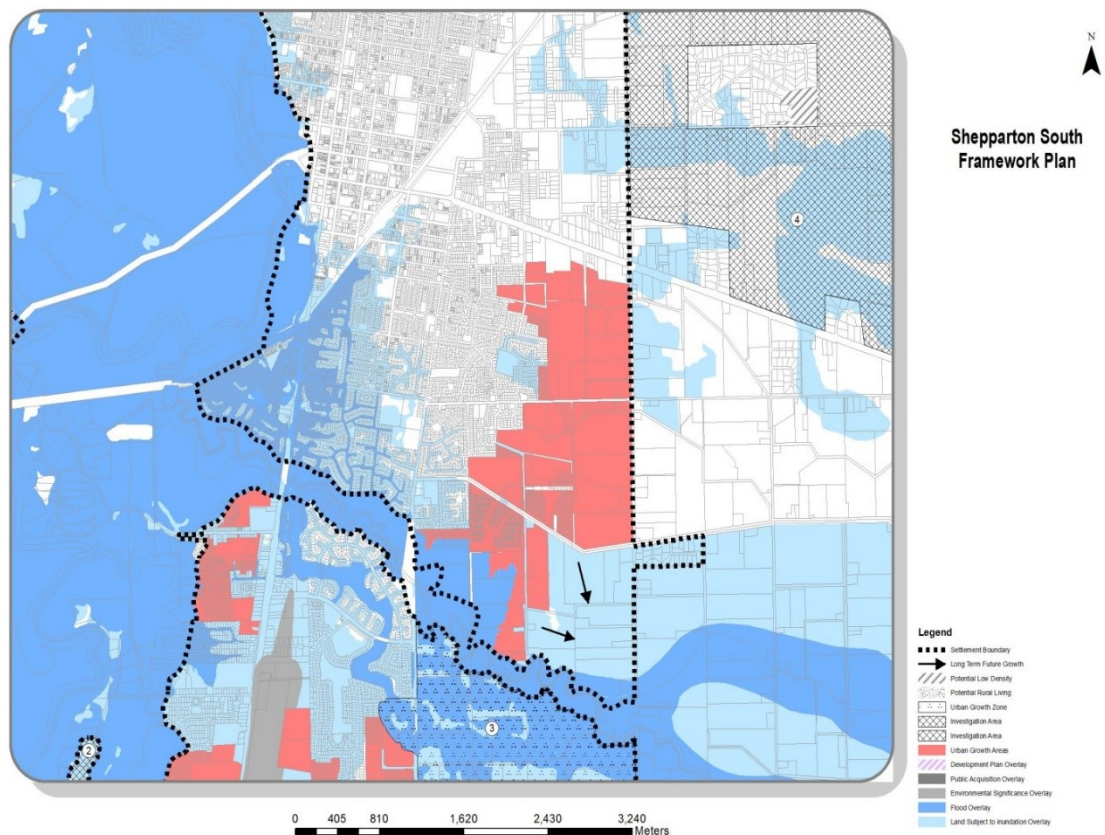 N
Shepparton South
Framework Plan
4
3
2
Legend
Settlement Boundary
Long Term Future Growth
Potential Low Density
Potential Rural Living
Urban Growth Zone
Investigation Area
Investigation Area
Urban Growth Areas
Development Plan Overlay
Public Acquisition Overlay
Environmental Significance Overlay
Flood Overlay
Land Subject to Inundation Overlay
0 405 810 1,620 2,430 3,240
Meters